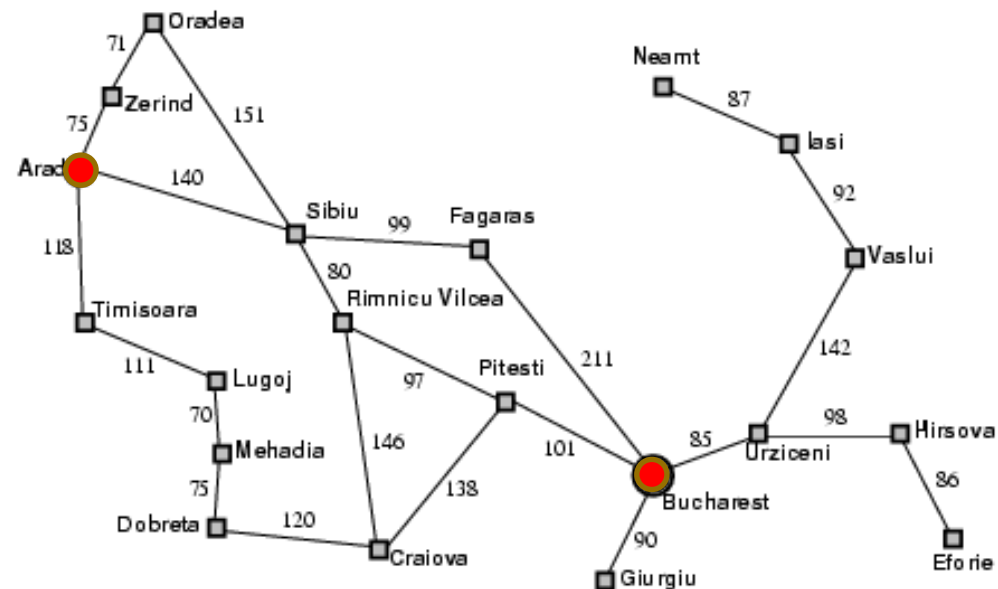 Oradea
71
Neamt
Zerind
87
75
151
Iasi
Arad
140
92
Sibiu
Fagaras
99
118
Vaslui
80
Timisoara
Rimnicu Vilcea
142
211
111
Lugoj
97
Pitesti
70
98
Hirsova
146
101
85
Urziceni
Mehadia
75
138
86
Bucharest
Dobreta
120
90
Craiova
Eforie
Giurgiu